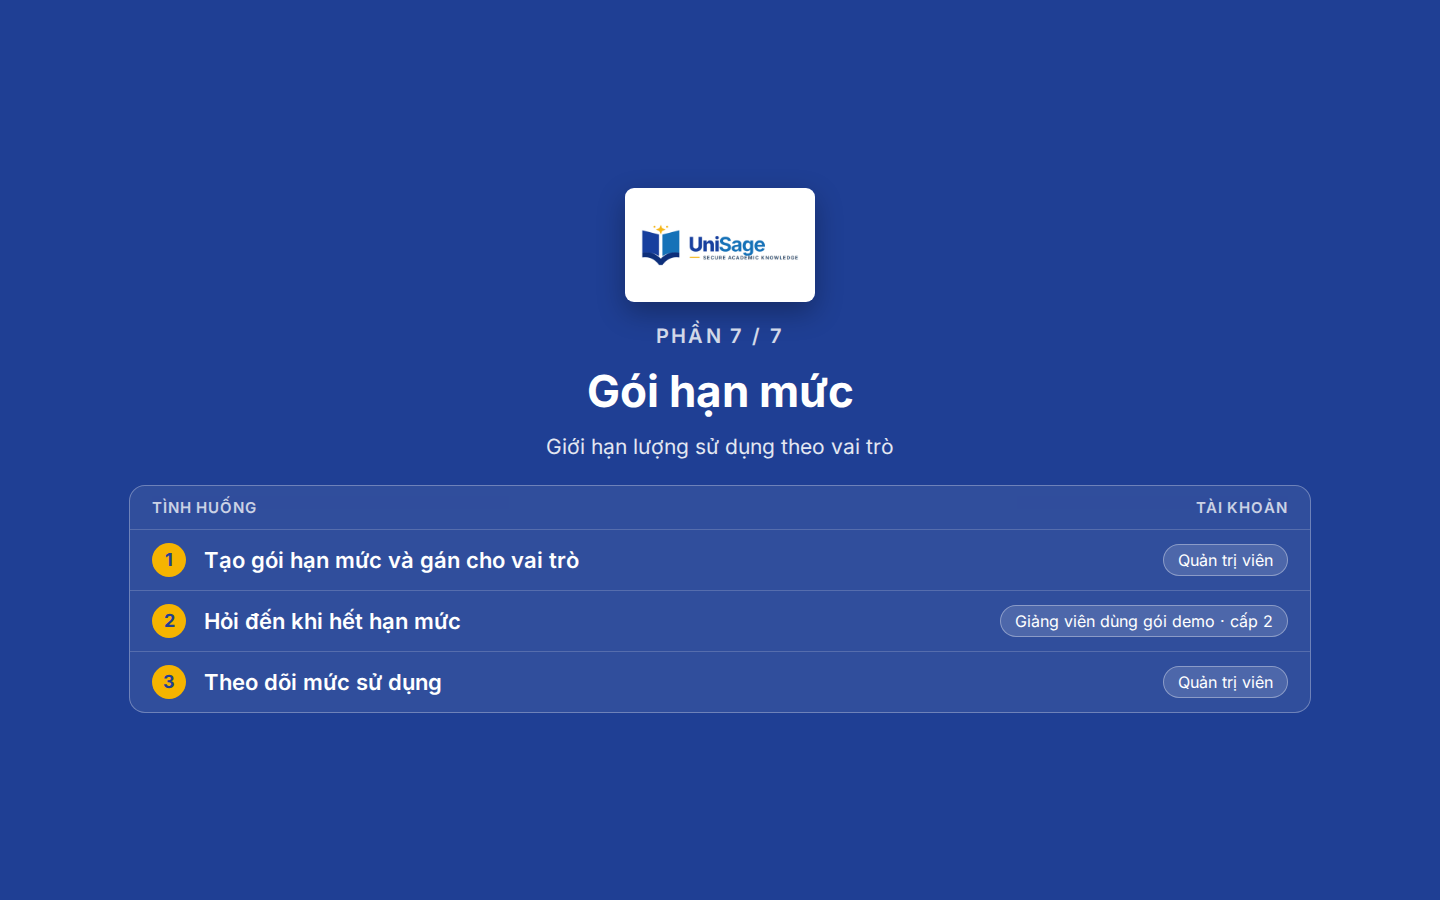 UniSage
SECURE ACADEMIC KNOWLEDGE
PHẦN 7 / 7
Gói hạn mức
Giới hạn lượng sử dụng theo vai trò
TÌNH HUỐNG TÀI KHOẢN
1 Tạo gói hạn mức và gán cho vai trò Quản trị viên
2 Hỏi đến khi hết hạn mức Giảng viên dùng gói demo · cấp 2
3 Theo dõi mức sử dụng Quản trị viên